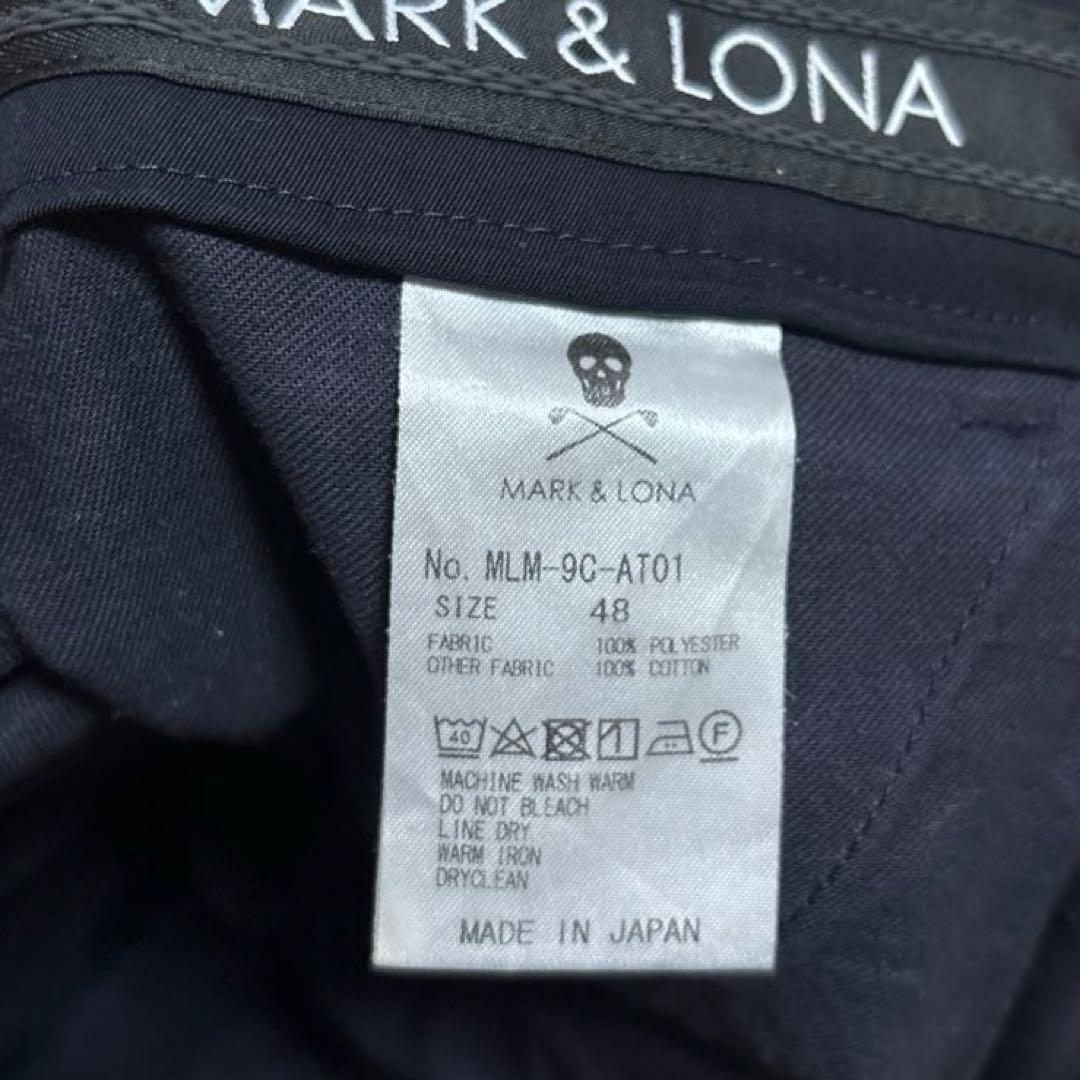 MARK & LONA
MARK & LONA
No. MLM-9C-AT01
SIZE 48
FABRIC 100% POLYESTER
OTHER FABRIC 100% COTTON
40 F
MACHINE WASH WARM
DO NOT BLEACH
LINE DRY
WARM IRON
DRYCLEAN
MADE IN JAPAN